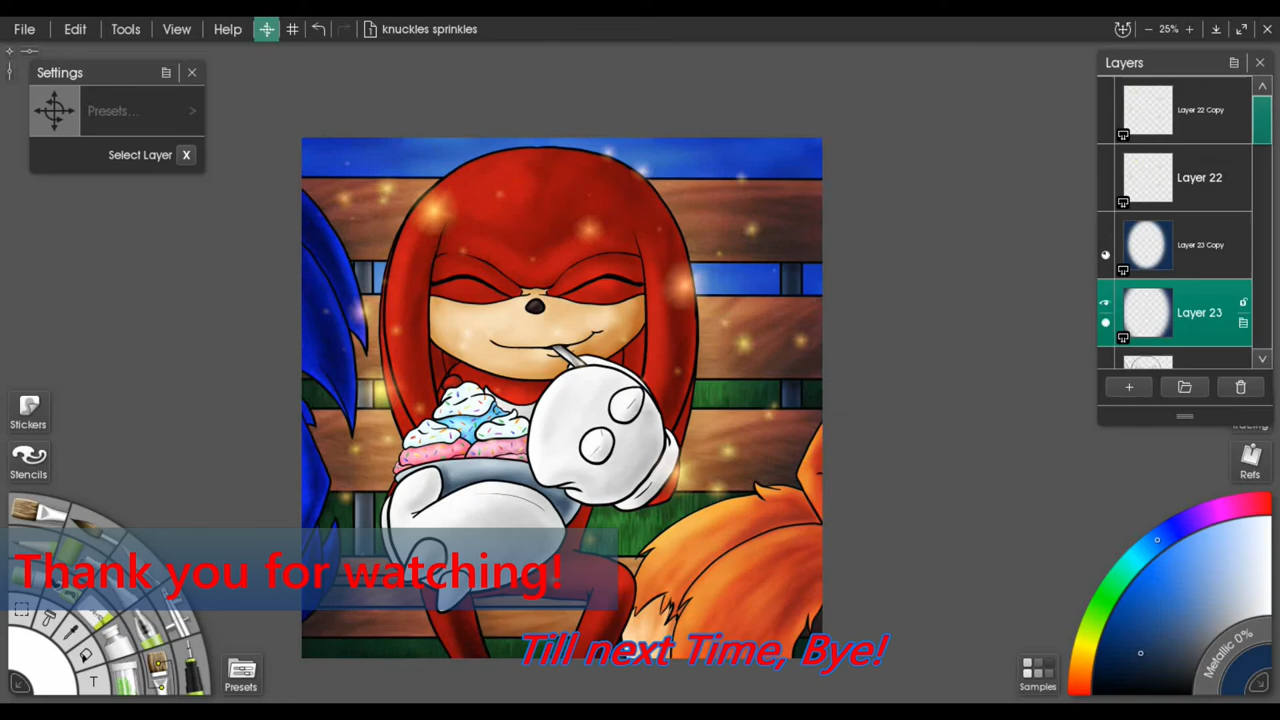 File Edit Tools View Help knuckles sprinkles 25%
Settings
Presets...
Select Layer X
Layers
Layer 22 Copy
Layer 22
Layer 23 Copy
Layer 23
Stickers
Stencils
Tracing
Refs
Thank you for watching!
Till next Time, Bye!
T
Presets
Samples
Metallic 0%